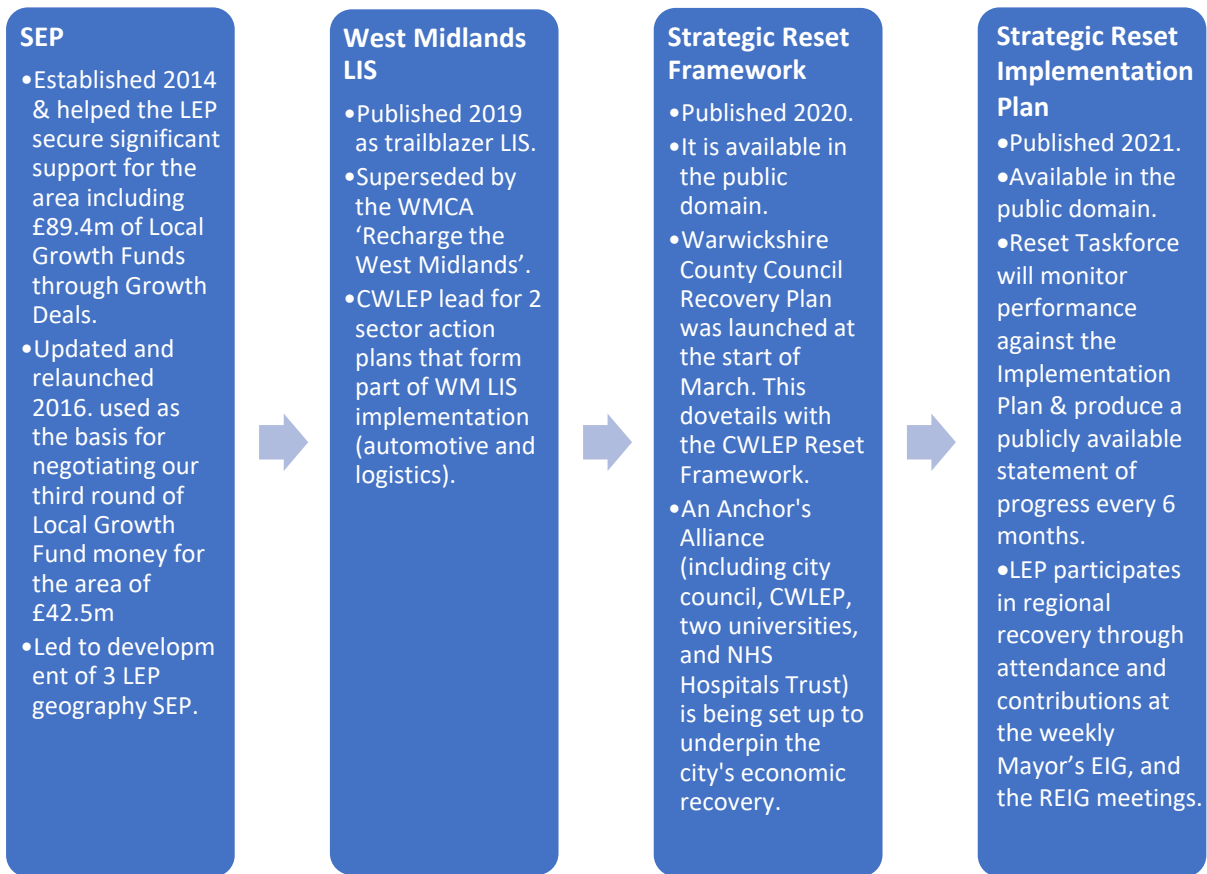 SEP
•Established 2014
& helped the LEP
secure significant
support for the
area including
£89.4m of Local
Growth Funds
through Growth
Deals.
•Updated and
relaunched
2016. used as
the basis for
negotiating our
third round of
Local Growth
Fund money for
the area of
£42.5m
•Led to developm
ent of 3 LEP
geography SEP.
West Midlands
LIS
•Published 2019
as trailblazer LIS.
•Superseded by
the WMCA
‘Recharge the
West Midlands’.
•CWLEP lead for 2
sector action
plans that form
part of WM LIS
implementation
(automotive and
logistics).
Strategic Reset
Framework
•Published 2020.
•It is available in
the public
domain.
•Warwickshire
County Council
Recovery Plan
was launched at
the start of
March. This
dovetails with
the CWLEP Reset
Framework.
•An Anchor's
Alliance
(including city
council, CWLEP,
two universities,
and NHS
Hospitals Trust)
is being set up to
underpin the
city's economic
recovery.
Strategic Reset
Implementation
Plan
•Published 2021.
•Available in the
public domain.
•Reset Taskforce
will monitor
performance
against the
Implementation
Plan & produce a
publicly available
statement of
progress every 6
months.
•LEP participates
in regional
recovery through
attendance and
contributions at
the weekly
Mayor’s EIG, and
the REIG meetings.